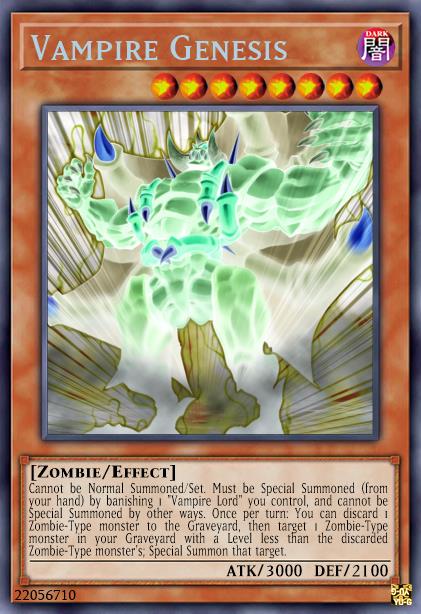 Vampire Genesis
DARK
闇
[Zombie/Effect]
Cannot be Normal Summoned/Set. Must be Special Summoned (from
your hand) by banishing 1 "Vampire Lord" you control, and cannot be
Special Summoned by other ways. Once per turn: You can discard 1
Zombie-Type monster to the Graveyard, then target 1 Zombie-Type
monster in your Graveyard with a Level less than the discarded
Zombie-Type monster's; Special Summon that target.
ATK/3000 DEF/2100
22056710